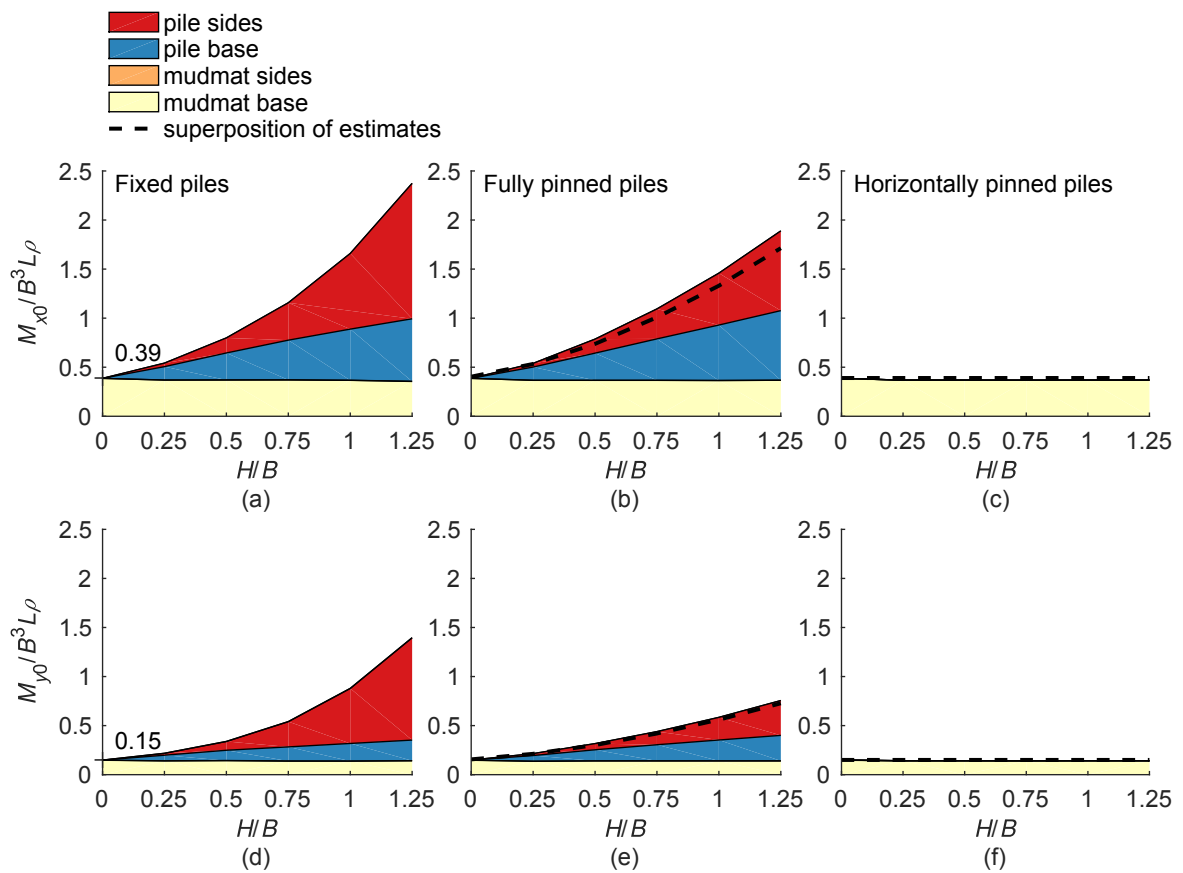 pile sides
pile base
mudmat sides
mudmat base
superposition of estimates
Fixed piles
M_{x0}/B^3Lρ
2.5
2
1.5
1
0.5
0
0.39
0 0.25 0.5 0.75 1 1.25
H/B
(a)
Fully pinned piles
2.5
2
1.5
1
0.5
0
0 0.25 0.5 0.75 1 1.25
H/B
(b)
Horizontally pinned piles
2.5
2
1.5
1
0.5
0
0 0.25 0.5 0.75 1 1.25
H/B
(c)
M_{y0}/B^3Lρ
2.5
2
1.5
1
0.5
0
0.15
0 0.25 0.5 0.75 1 1.25
H/B
(d)
2.5
2
1.5
1
0.5
0
0 0.25 0.5 0.75 1 1.25
H/B
(e)
2.5
2
1.5
1
0.5
0
0 0.25 0.5 0.75 1 1.25
H/B
(f)